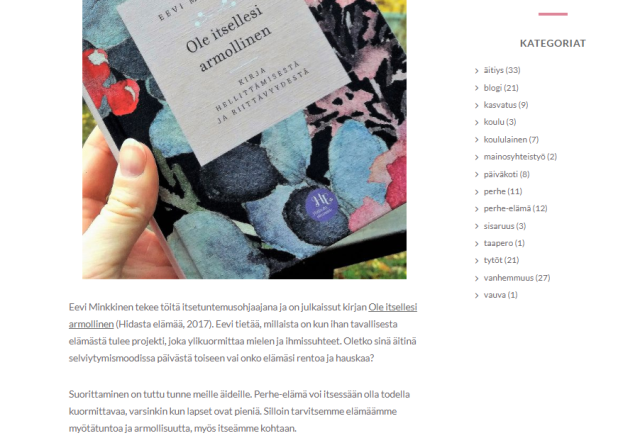 EEVI M
Ole itsellesi
armollinen
KIRJA
HELLITTÄMISESTÄ
JA RIITTÄVYYDESTÄ
Eevi Minkkinen tekee töitä itsetuntemusohjaajana ja on julkaissut kirjan Ole itsellesi
armollinen (Hidasta elämää, 2017). Eevi tietää, millaista on kun ihan tavallisesta
elämästä tulee projekti, joka ylikuormittaa mielen ja ihmissuhteet. Oletko sinä äitinä
selviytymismoodissa päivästä toiseen vai onko elämäsi rentoa ja hauskaa?
Suorittaminen on tuttu tunne meille äideille. Perhe-elämä voi itsessään olla todella
kuormittavaa, varsinkin kun lapset ovat pieniä. Silloin tarvitsemme elämäämme
myötätuntoa ja armollisuutta, myös itseämme kohtaan.
KATEGORIAT
äitiys (33)
blogi (21)
kasvatus (9)
koulu (3)
koululainen (7)
mainosyhteistyö (2)
päiväkoti (8)
perhe (11)
perhe-elämä (12)
sisaruus (3)
taapero (1)
tytöt (21)
vanhemmuus (27)
vauva (1)